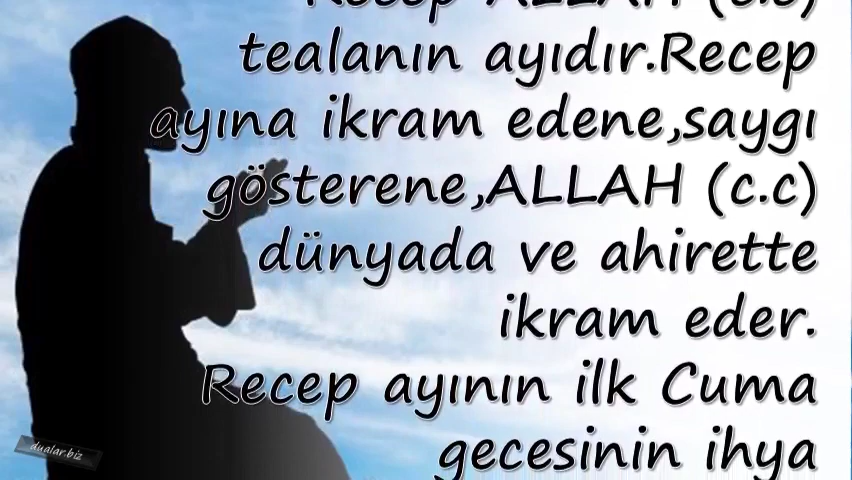 Recep ALLAH (c.c)
tealanın ayıdır.Recep
ayına ikram edene,saygı
gösterene,ALLAH (c.c)
dünyada ve ahirette
ikram eder.
Recep ayının ilk Cuma
gecesinin ihya
dualar.biz